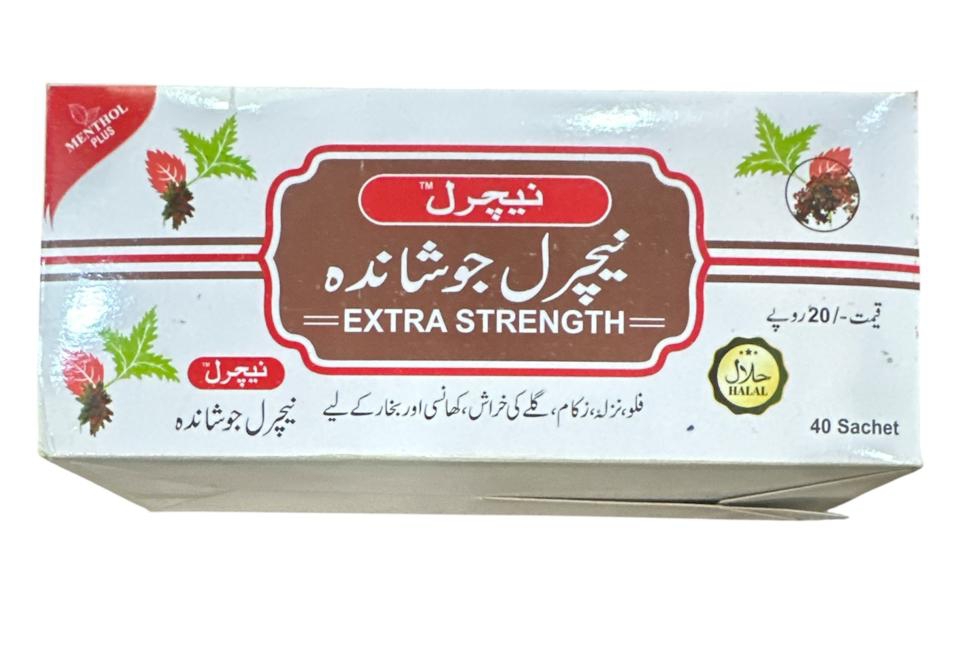 MENTHOL
PLUS
نیچرل™
نیچرل جوشاندہ
EXTRA STRENGTH
قیمت -/20 روپے
حلال
HALAL
نیچرل™
نیچرل جوشاندہ
فلو، نزلہ، زکام، گلے کی خراش، کھانسی اور بخار کے لیے
40 Sachet